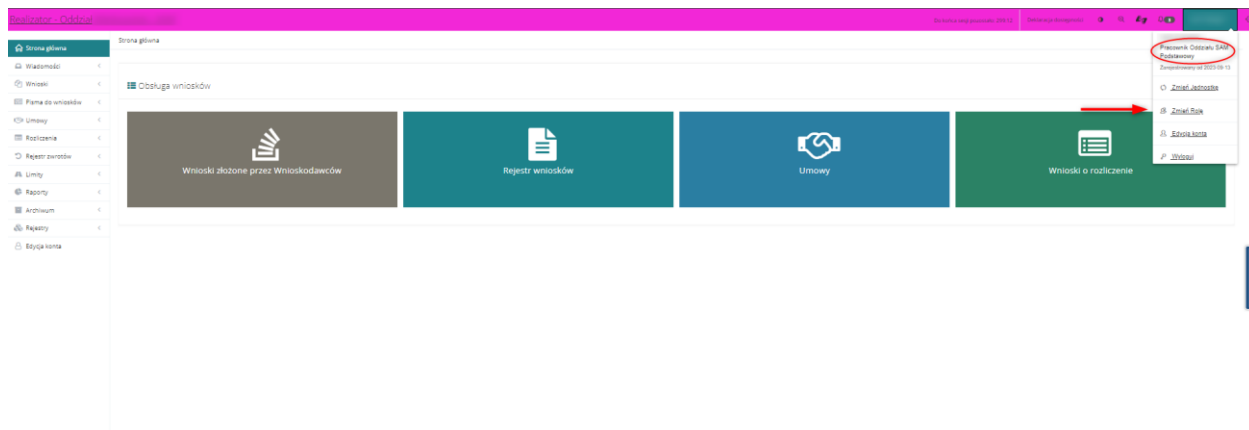 Realizator - Oddział
Strona główna
Wiadomości
Wnioski
Pisma do wniosków
Umowy
Rozliczenia
Rejestr zwrotów
Limity
Raporty
Archiwum
Rejestry
Edycja konta
Strona główna
Obsługa wniosków
Wnioski złożone przez Wnioskodawców
Rejestr wniosków
Umowy
Wnioski o rozliczenie
Pracownik Oddziału SAM
Podstawowy
Zmień Jednostkę
Zmień Rolę
Edycja konta
Wyloguj